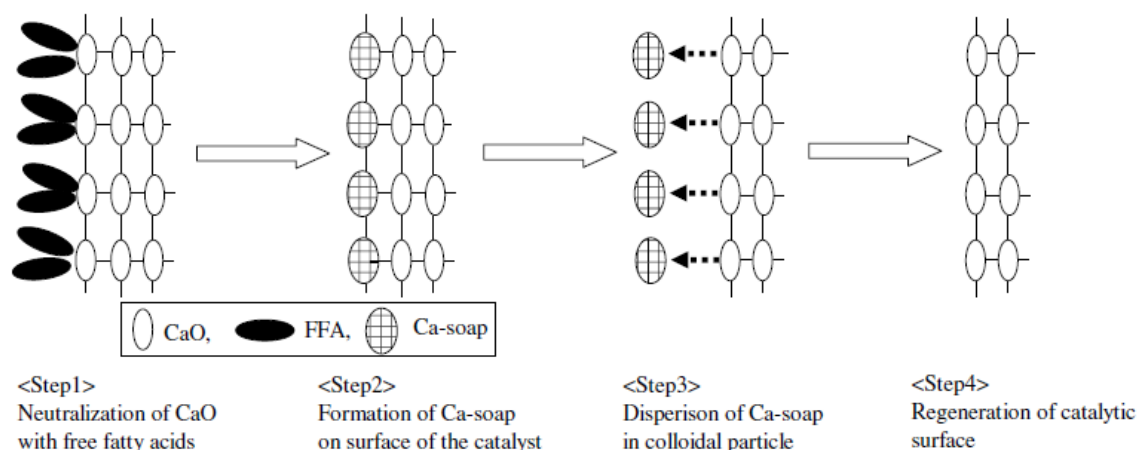 CaO, FFA, Ca-soap
<Step1>
Neutralization of CaO
with free fatty acids
<Step2>
Formation of Ca-soap
on surface of the catalyst
<Step3>
Disperison of Ca-soap
in colloidal particle
<Step4>
Regeneration of catalytic
surface